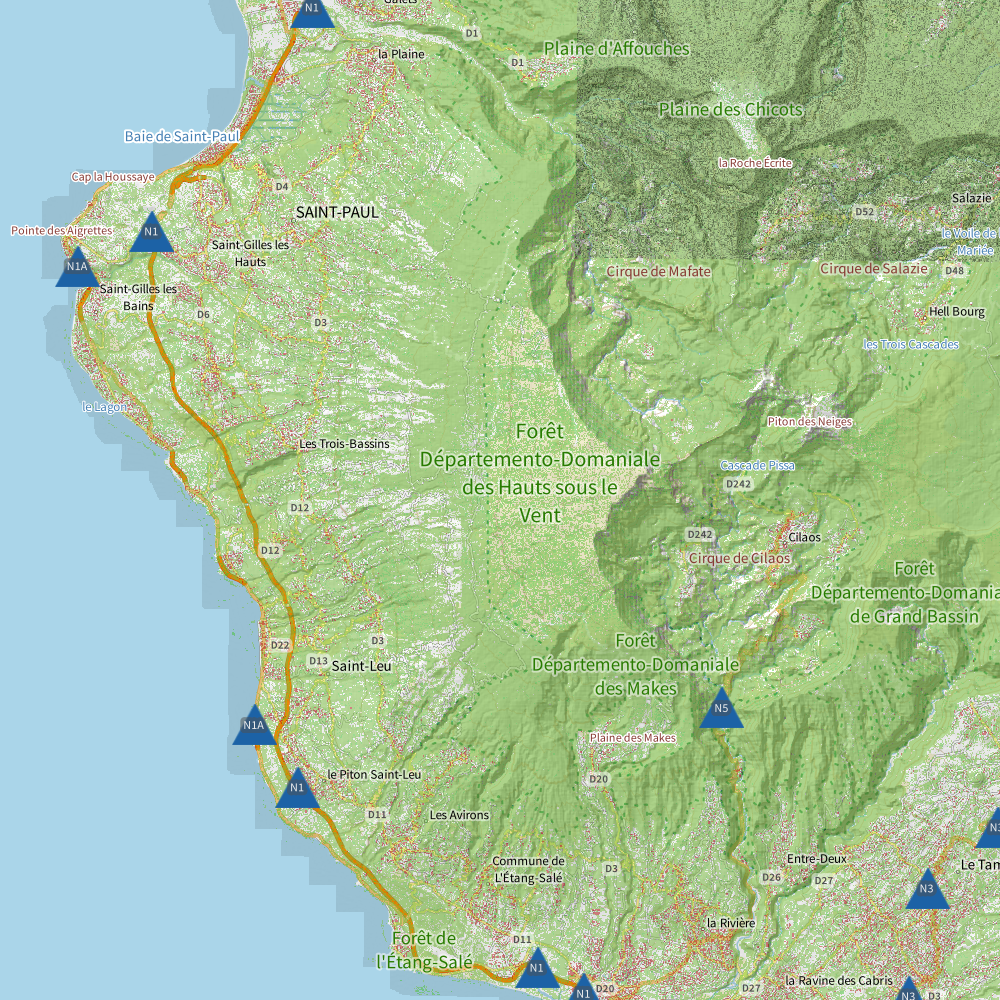 N1
Galets
la Plaine
D1
D1
Plaine d'Affouches
Plaine des Chicots
Baie de Saint-Paul
la Roche Écrite
Cap la Houssaye
D4
SAINT-PAUL
Salazie
D52
Pointe des Aigrettes
N1
le Voile de
Mariée
Saint-Gilles les
Hauts
N1A
Cirque de Mafate
Cirque de Salazie
D48
Saint-Gilles les
Bains
D6
D3
Hell Bourg
les Trois Cascades
le Lagon
Piton des Neiges
Les Trois-Bassins
Forêt
Départemento-Domaniale
des Hauts sous le
Vent
Cascade Pissa
D242
D12
D242
Cilaos
D12
Cirque de Cilaos
Forêt
Départemento-Domania
de Grand Bassin
D22
D3
D13
Saint-Leu
Forêt
Départemento-Domaniale
des Makes
N5
N1A
Plaine des Makes
le Piton Saint-Leu
D20
N1
D11
Les Avirons
Commune de
L'Étang-Salé
D3
Entre-Deux
D26
D27
Le Tam
N3
la Rivière
Forêt de
l'Étang-Salé
D11
N1
la Ravine des Cabris
D20
N1
D27
N3
D3